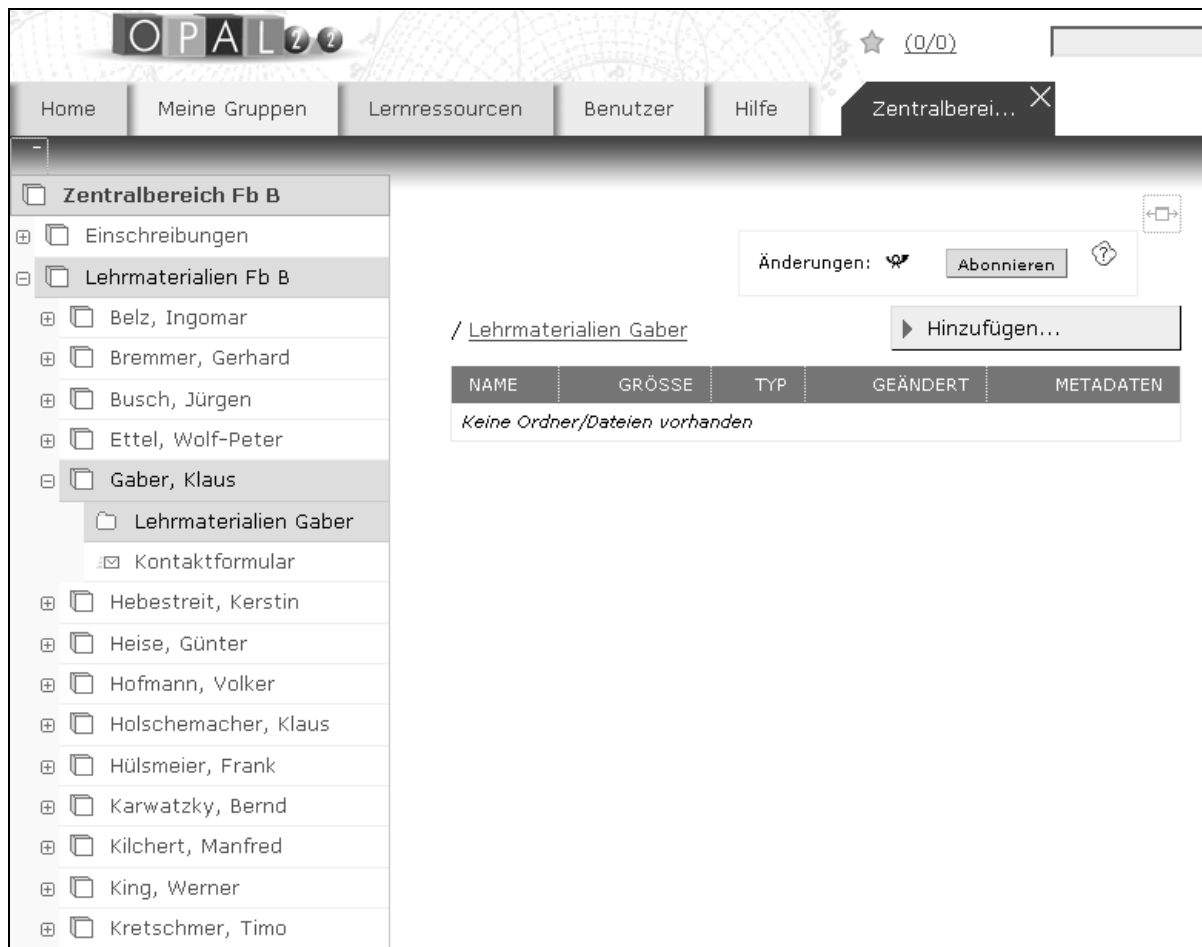 OPAL 2 2
(0/0)
Home Meine Gruppen Lernressourcen Benutzer Hilfe Zentralberei...
Zentralbereich Fb B
Einschreibungen
Lehrmaterialien Fb B
Belz, Ingomar
Bremmer, Gerhard
Busch, Jürgen
Ettel, Wolf-Peter
Gaber, Klaus
Lehrmaterialien Gaber
Kontaktformular
Hebestreit, Kerstin
Heise, Günter
Hofmann, Volker
Holschemacher, Klaus
Hülsmeier, Frank
Karwatzky, Bernd
Kilchert, Manfred
King, Werner
Kretschmer, Timo
Änderungen: Abonnieren ?
/ Lehrmaterialien Gaber Hinzufügen...
NAME GRÖSSE TYP GEÄNDERT METADATEN
Keine Ordner/Dateien vorhanden